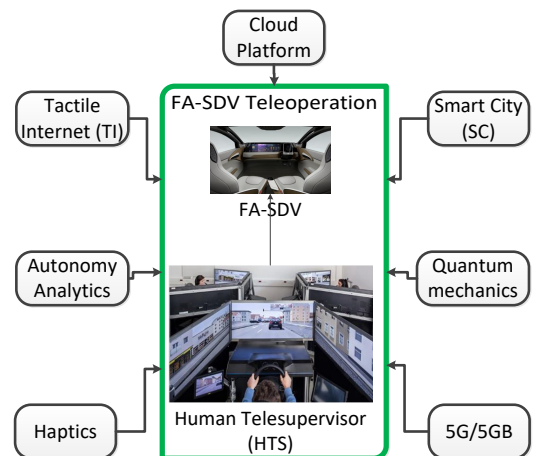 Cloud
Platform
FA-SDV Teleoperation
Tactile
Internet (TI)
Smart City
(SC)
FA-SDV
Autonomy
Analytics
Quantum
mechanics
Human Telesupervisor
(HTS)
Haptics
5G/5GB